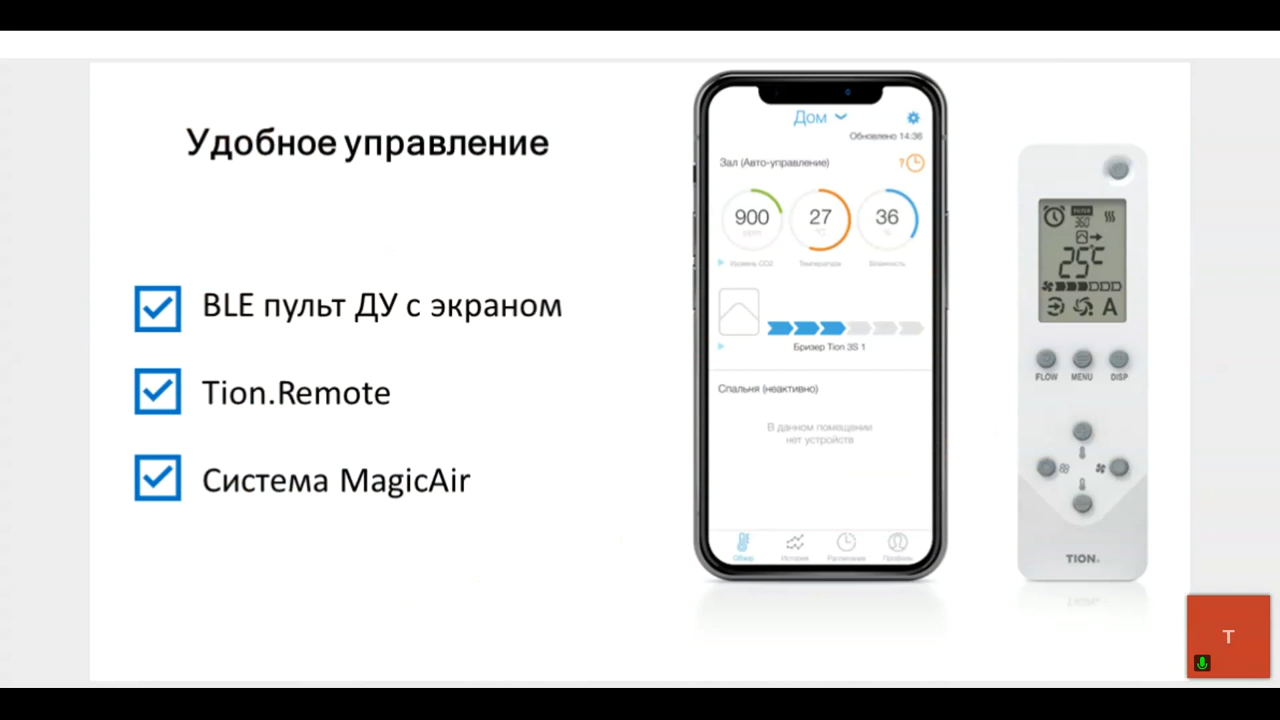 Удобное управление
BLE пульт ДУ с экраном
Tion.Remote
Система MagicAir
Дом
Обновлено 14:36
Зал (Авто-управление)
?
900 27 36
ppm °C %
Уровень CO2 Температура Влажность
Бризер Tion 3S 1
Спальня (неактивно)
В данном помещении
нет устройств
Обзор История Расписание Профиль
360
25°C
A
FLOW MENU DISP
TION
T